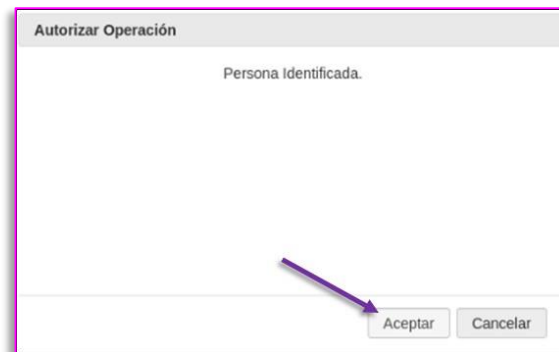 Autorizar Operación
Persona Identificada.
Aceptar Cancelar